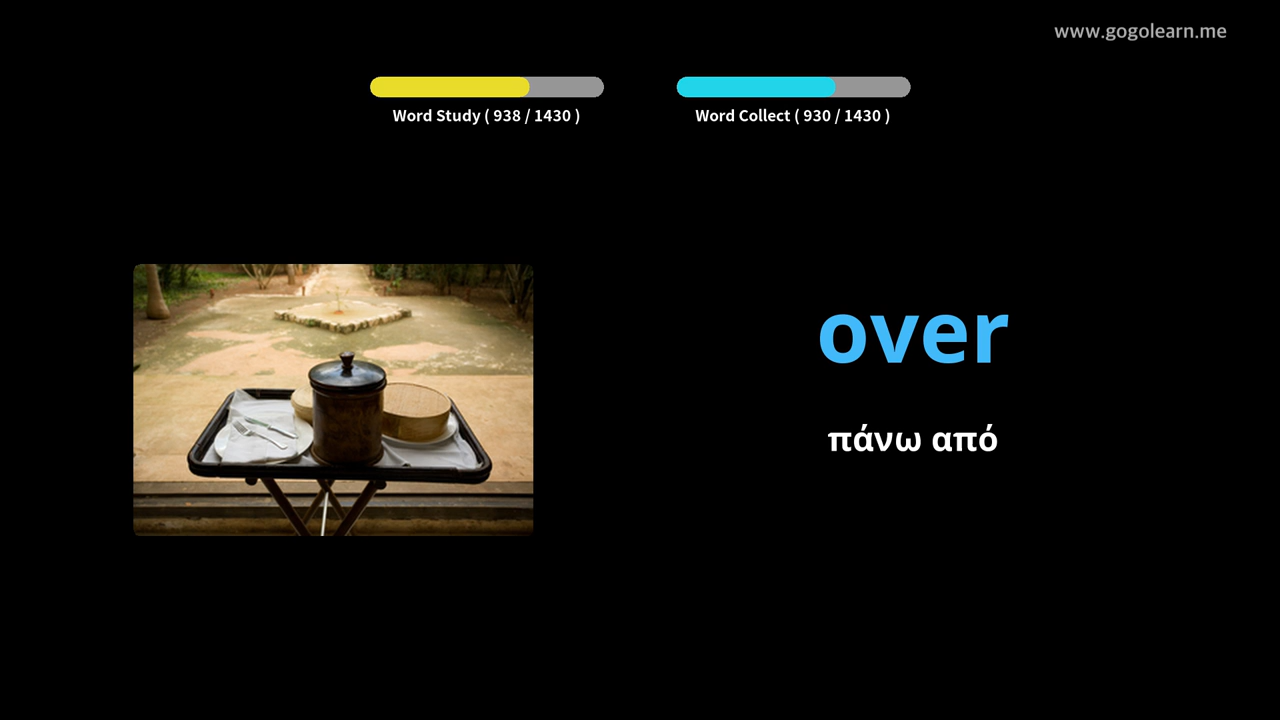 www.gogolearn.me
Word Study ( 938 / 1430 )
Word Collect ( 930 / 1430 )
over
πάνω από